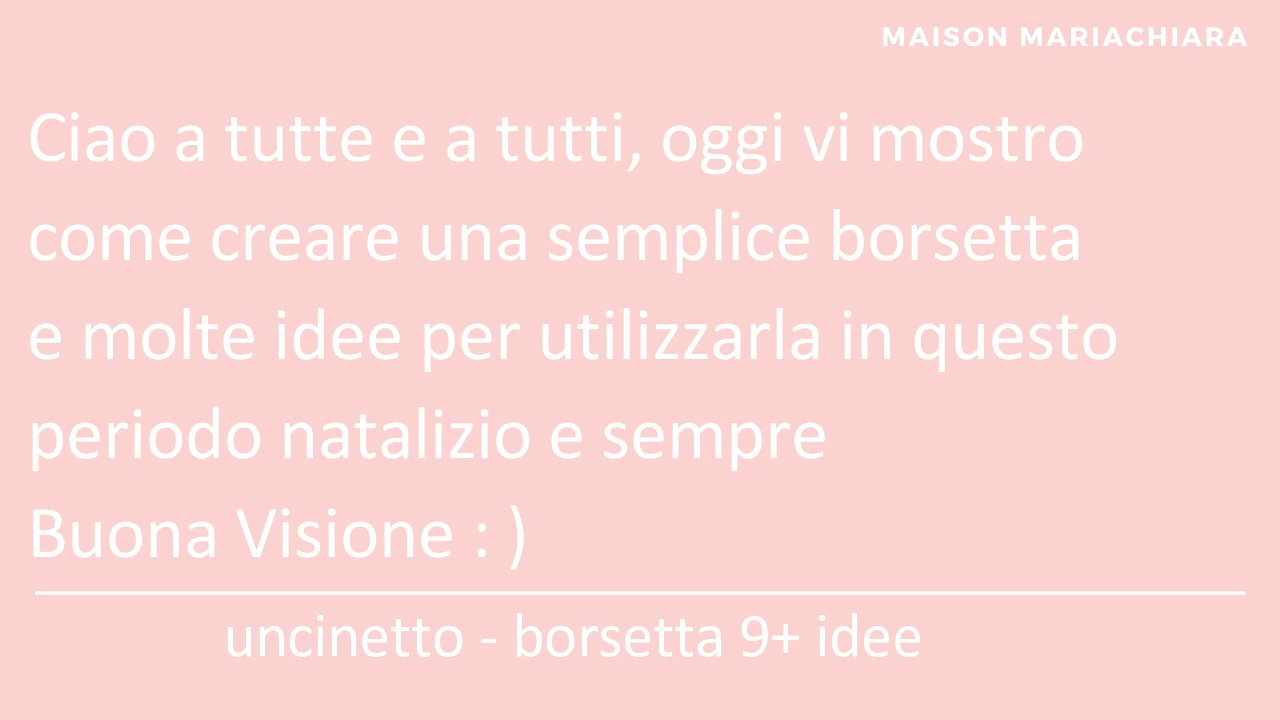 MAISON MARIACHIARA
Ciao a tutte e a tutti, oggi vi mostro
come creare una semplice borsetta
e molte idee per utilizzarla in questo
periodo natalizio e sempre
Buona Visione : )
uncinetto - borsetta 9+ idee